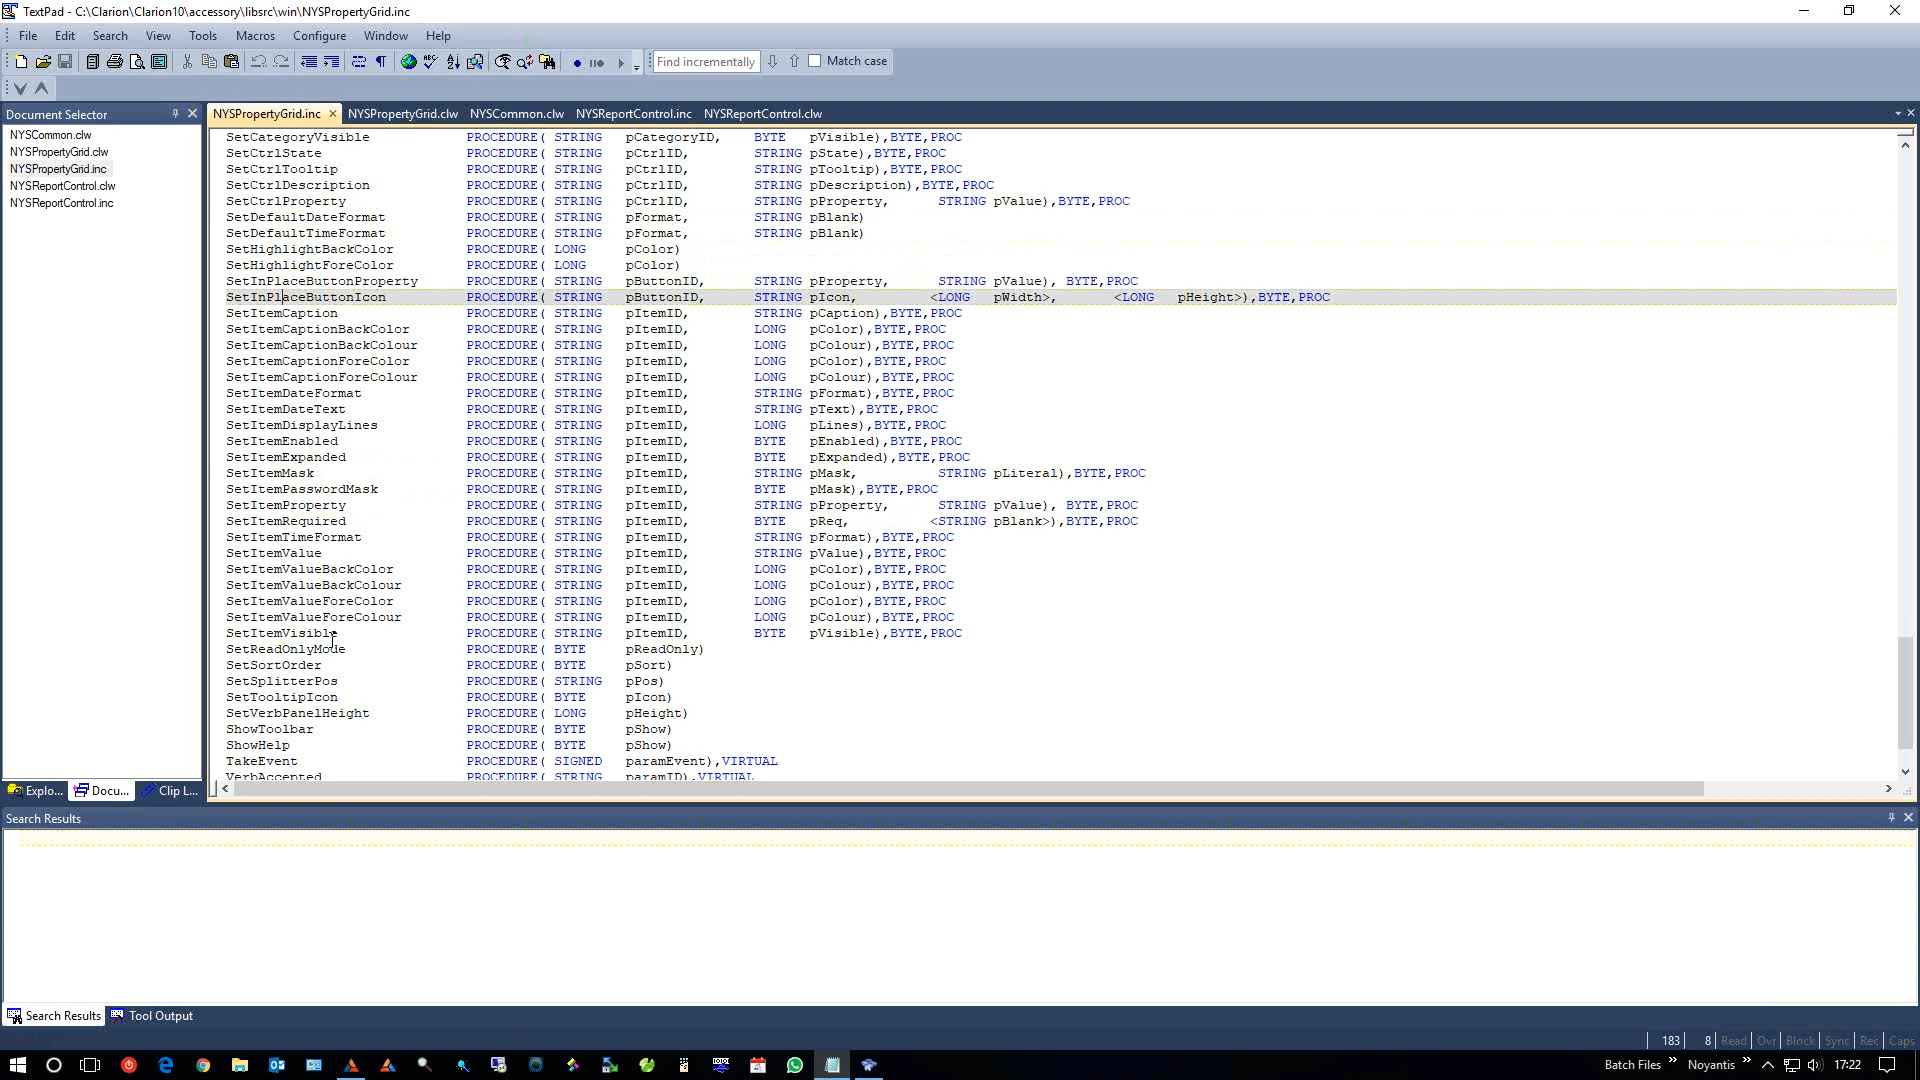 TextPad - C:\Clarion\Clarion10\accessory\libsrc\win\NYSPropertyGrid.inc
File Edit Search View Tools Macros Configure Window Help
Find incrementally Match case
Document Selector
NYSCommon.clw
NYSPropertyGrid.clw
NYSPropertyGrid.inc
NYSReportControl.clw
NYSReportControl.inc
Explo... Docu... Clip L...
NYSPropertyGrid.inc NYSPropertyGrid.clw NYSCommon.clw NYSReportControl.inc NYSReportControl.clw
SetCategoryVisible PROCEDURE( STRING pCategoryID, BYTE pVisible),BYTE,PROC
SetCtrlState PROCEDURE( STRING pCtrlID, STRING pState),BYTE,PROC
SetCtrlTooltip PROCEDURE( STRING pCtrlID, STRING pTooltip),BYTE,PROC
SetCtrlDescription PROCEDURE( STRING pCtrlID, STRING pDescription),BYTE,PROC
SetCtrlProperty PROCEDURE( STRING pCtrlID, STRING pProperty, STRING pValue),BYTE,PROC
SetDefaultDateFormat PROCEDURE( STRING pFormat, STRING pBlank)
SetDefaultTimeFormat PROCEDURE( STRING pFormat, STRING pBlank)
SetHighlightBackColor PROCEDURE( LONG pColor)
SetHighlightForeColor PROCEDURE( LONG pColor)
SetInPlaceButtonProperty PROCEDURE( STRING pButtonID, STRING pProperty, STRING pValue), BYTE,PROC
SetInPlaceButtonIcon PROCEDURE( STRING pButtonID, STRING pIcon, <LONG pWidth>, <LONG pHeight>),BYTE,PROC
SetItemCaption PROCEDURE( STRING pItemID, STRING pCaption),BYTE,PROC
SetItemCaptionBackColor PROCEDURE( STRING pItemID, LONG pColor),BYTE,PROC
SetItemCaptionBackColour PROCEDURE( STRING pItemID, LONG pColour),BYTE,PROC
SetItemCaptionForeColor PROCEDURE( STRING pItemID, LONG pColor),BYTE,PROC
SetItemCaptionForeColour PROCEDURE( STRING pItemID, LONG pColour),BYTE,PROC
SetItemDateFormat PROCEDURE( STRING pItemID, STRING pFormat),BYTE,PROC
SetItemDateText PROCEDURE( STRING pItemID, STRING pText),BYTE,PROC
SetItemDisplayLines PROCEDURE( STRING pItemID, LONG pLines),BYTE,PROC
SetItemEnabled PROCEDURE( STRING pItemID, BYTE pEnabled),BYTE,PROC
SetItemExpanded PROCEDURE( STRING pItemID, BYTE pExpanded),BYTE,PROC
SetItemMask PROCEDURE( STRING pItemID, STRING pMask, STRING pLiteral),BYTE,PROC
SetItemPasswordMask PROCEDURE( STRING pItemID, BYTE pMask),BYTE,PROC
SetItemProperty PROCEDURE( STRING pItemID, STRING pProperty, STRING pValue), BYTE,PROC
SetItemRequired PROCEDURE( STRING pItemID, BYTE pReq, <STRING pBlank>),BYTE,PROC
SetItemTimeFormat PROCEDURE( STRING pItemID, STRING pFormat),BYTE,PROC
SetItemValue PROCEDURE( STRING pItemID, STRING pValue),BYTE,PROC
SetItemValueBackColor PROCEDURE( STRING pItemID, LONG pColor),BYTE,PROC
SetItemValueBackColour PROCEDURE( STRING pItemID, LONG pColour),BYTE,PROC
SetItemValueForeColor PROCEDURE( STRING pItemID, LONG pColor),BYTE,PROC
SetItemValueForeColour PROCEDURE( STRING pItemID, LONG pColour),BYTE,PROC
SetItemVisible PROCEDURE( STRING pItemID, BYTE pVisible),BYTE,PROC
SetReadOnlyMode PROCEDURE( BYTE pReadOnly)
SetSortOrder PROCEDURE( BYTE pSort)
SetSplitterPos PROCEDURE( STRING pPos)
SetTooltipIcon PROCEDURE( BYTE pIcon)
SetVerbPanelHeight PROCEDURE( LONG pHeight)
ShowToolbar PROCEDURE( BYTE pShow)
ShowHelp PROCEDURE( BYTE pShow)
TakeEvent PROCEDURE( SIGNED paramEvent),VIRTUAL
VerbAccepted PROCEDURE( STRING paramID),VIRTUAL
Search Results
Search Results Tool Output
183 8 Read Ovr Block Sync Rec Caps
Batch Files Noyantis 17:22